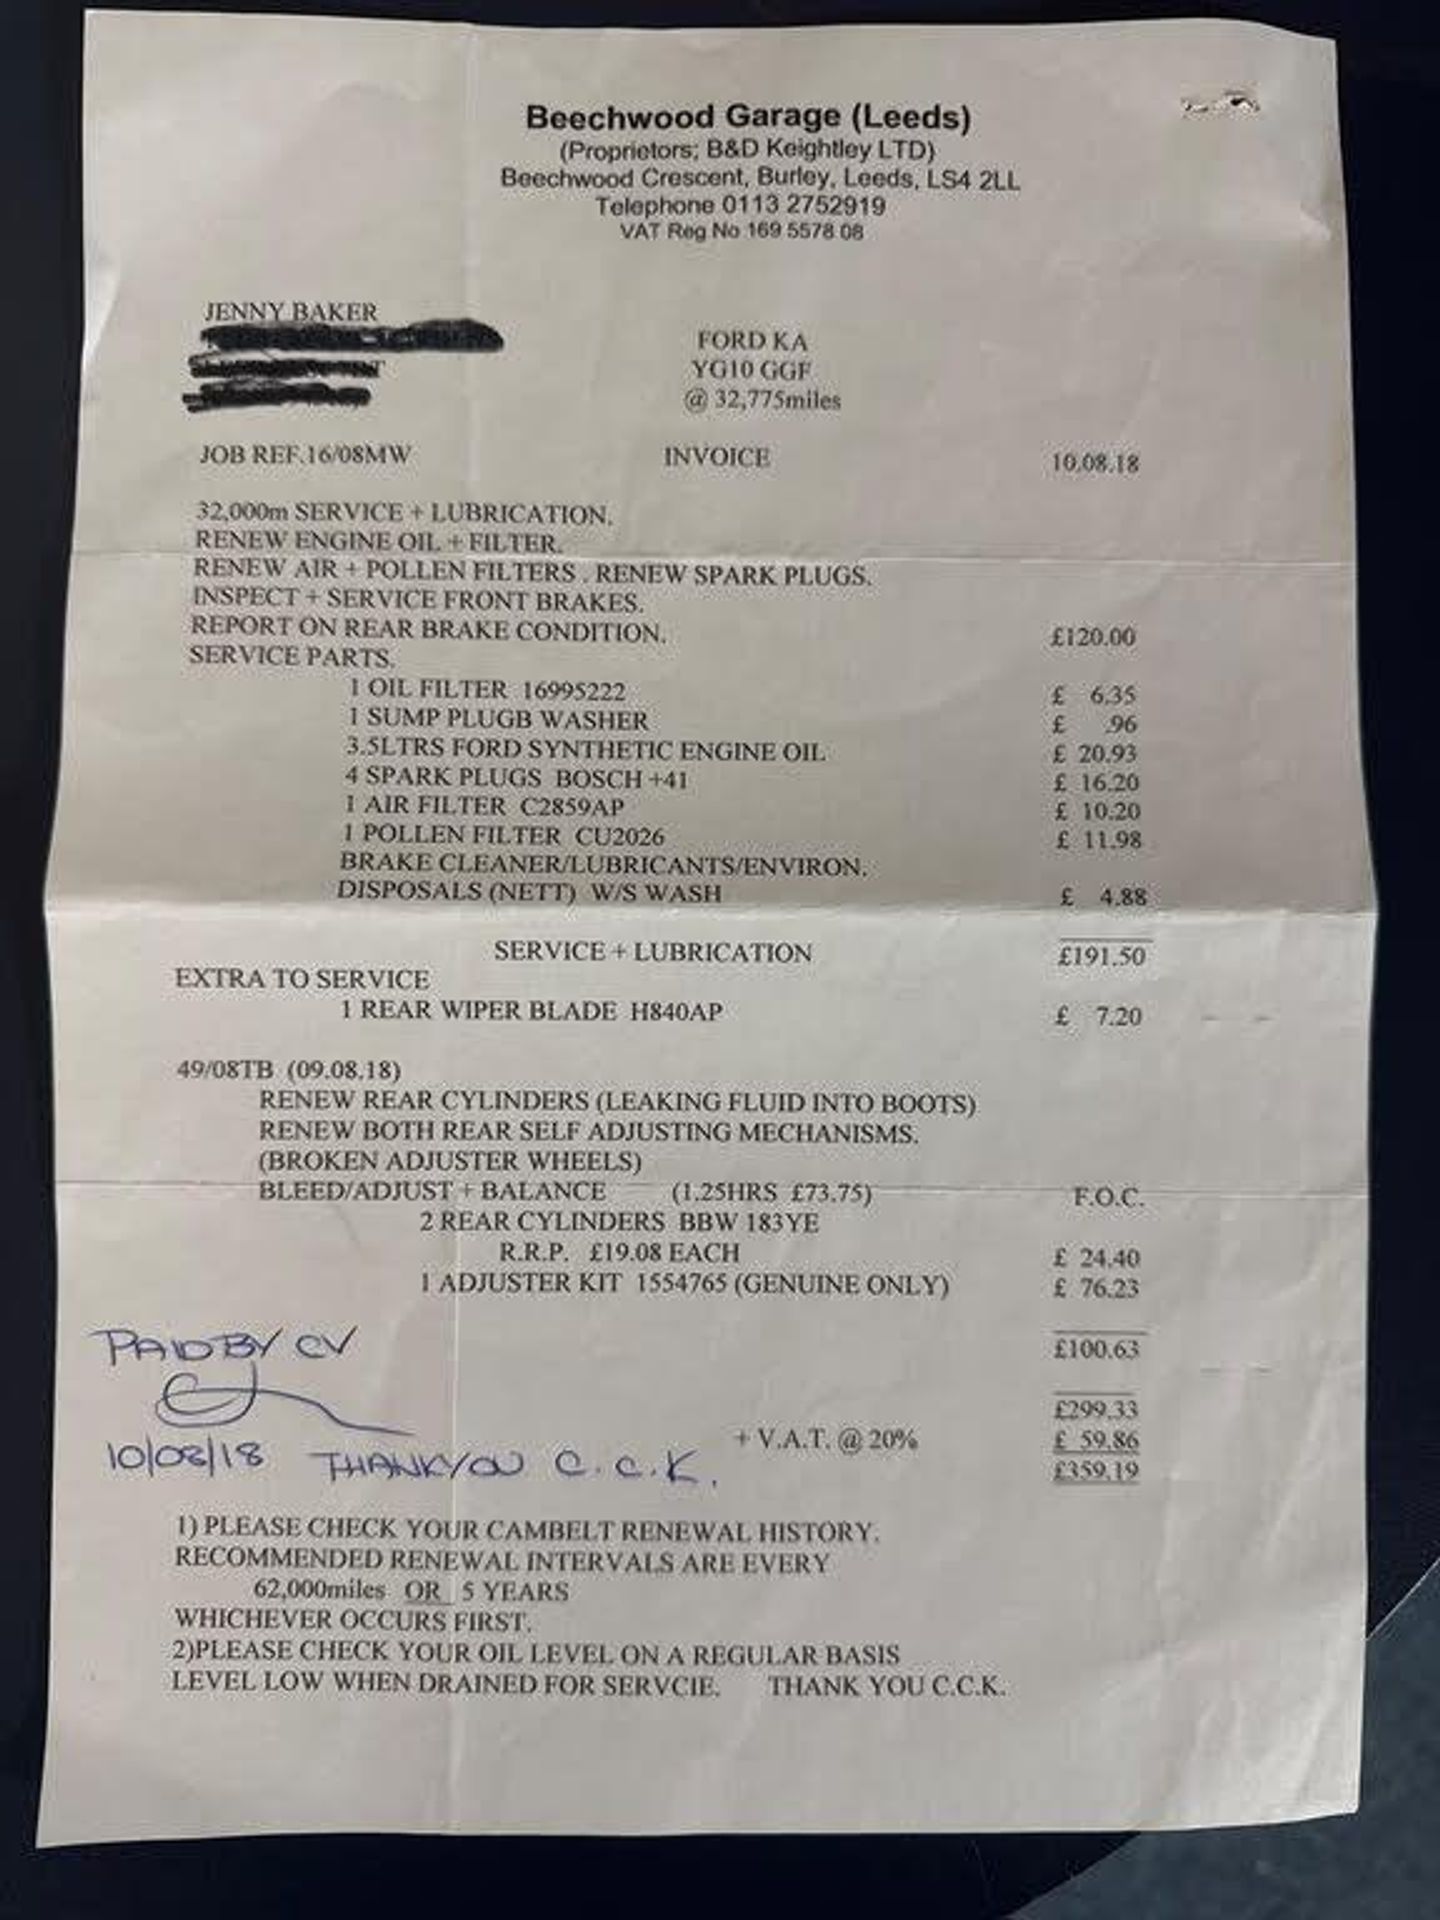 Beechwood Garage (Leeds)
(Proprietors; B&D Keightley LTD)
Beechwood Crescent, Burley, Leeds, LS4 2LL
Telephone 0113 2752919
VAT Reg No 169 5578 08
JENNY BAKER
FORD KA
YG10 GGF
@ 32,775miles
JOB REF.16/08MW INVOICE 10.08.18
32,000m SERVICE + LUBRICATION.
RENEW ENGINE OIL + FILTER.
RENEW AIR + POLLEN FILTERS . RENEW SPARK PLUGS.
INSPECT + SERVICE FRONT BRAKES.
REPORT ON REAR BRAKE CONDITION. £120.00
SERVICE PARTS.
1 OIL FILTER 16995222 £ 6.35
1 SUMP PLUGB WASHER £ .96
3.5LTRS FORD SYNTHETIC ENGINE OIL £ 20.93
4 SPARK PLUGS BOSCH +41 £ 16.20
1 AIR FILTER C2859AP £ 10.20
1 POLLEN FILTER CU2026 £ 11.98
BRAKE CLEANER/LUBRICANTS/ENVIRON.
DISPOSALS (NETT) W/S WASH £ 4.88
SERVICE + LUBRICATION £191.50
EXTRA TO SERVICE
1 REAR WIPER BLADE H840AP £ 7.20
49/08TB (09.08.18)
RENEW REAR CYLINDERS (LEAKING FLUID INTO BOOTS)
RENEW BOTH REAR SELF ADJUSTING MECHANISMS.
(BROKEN ADJUSTER WHEELS)
BLEED/ADJUST + BALANCE (1.25HRS £73.75) F.O.C.
2 REAR CYLINDERS BBW 183YE
R.R.P. £19.08 EACH £ 24.40
1 ADJUSTER KIT 1554765 (GENUINE ONLY) £ 76.23
PAID BY CV
£100.63
£299.33
+ V.A.T. @ 20% £ 59.86
10/08/18 THANKYOU C.C.K.
£359.19
1) PLEASE CHECK YOUR CAMBELT RENEWAL HISTORY.
RECOMMENDED RENEWAL INTERVALS ARE EVERY
62,000miles OR 5 YEARS
WHICHEVER OCCURS FIRST.
2)PLEASE CHECK YOUR OIL LEVEL ON A REGULAR BASIS
LEVEL LOW WHEN DRAINED FOR SERVCIE. THANK YOU C.C.K.